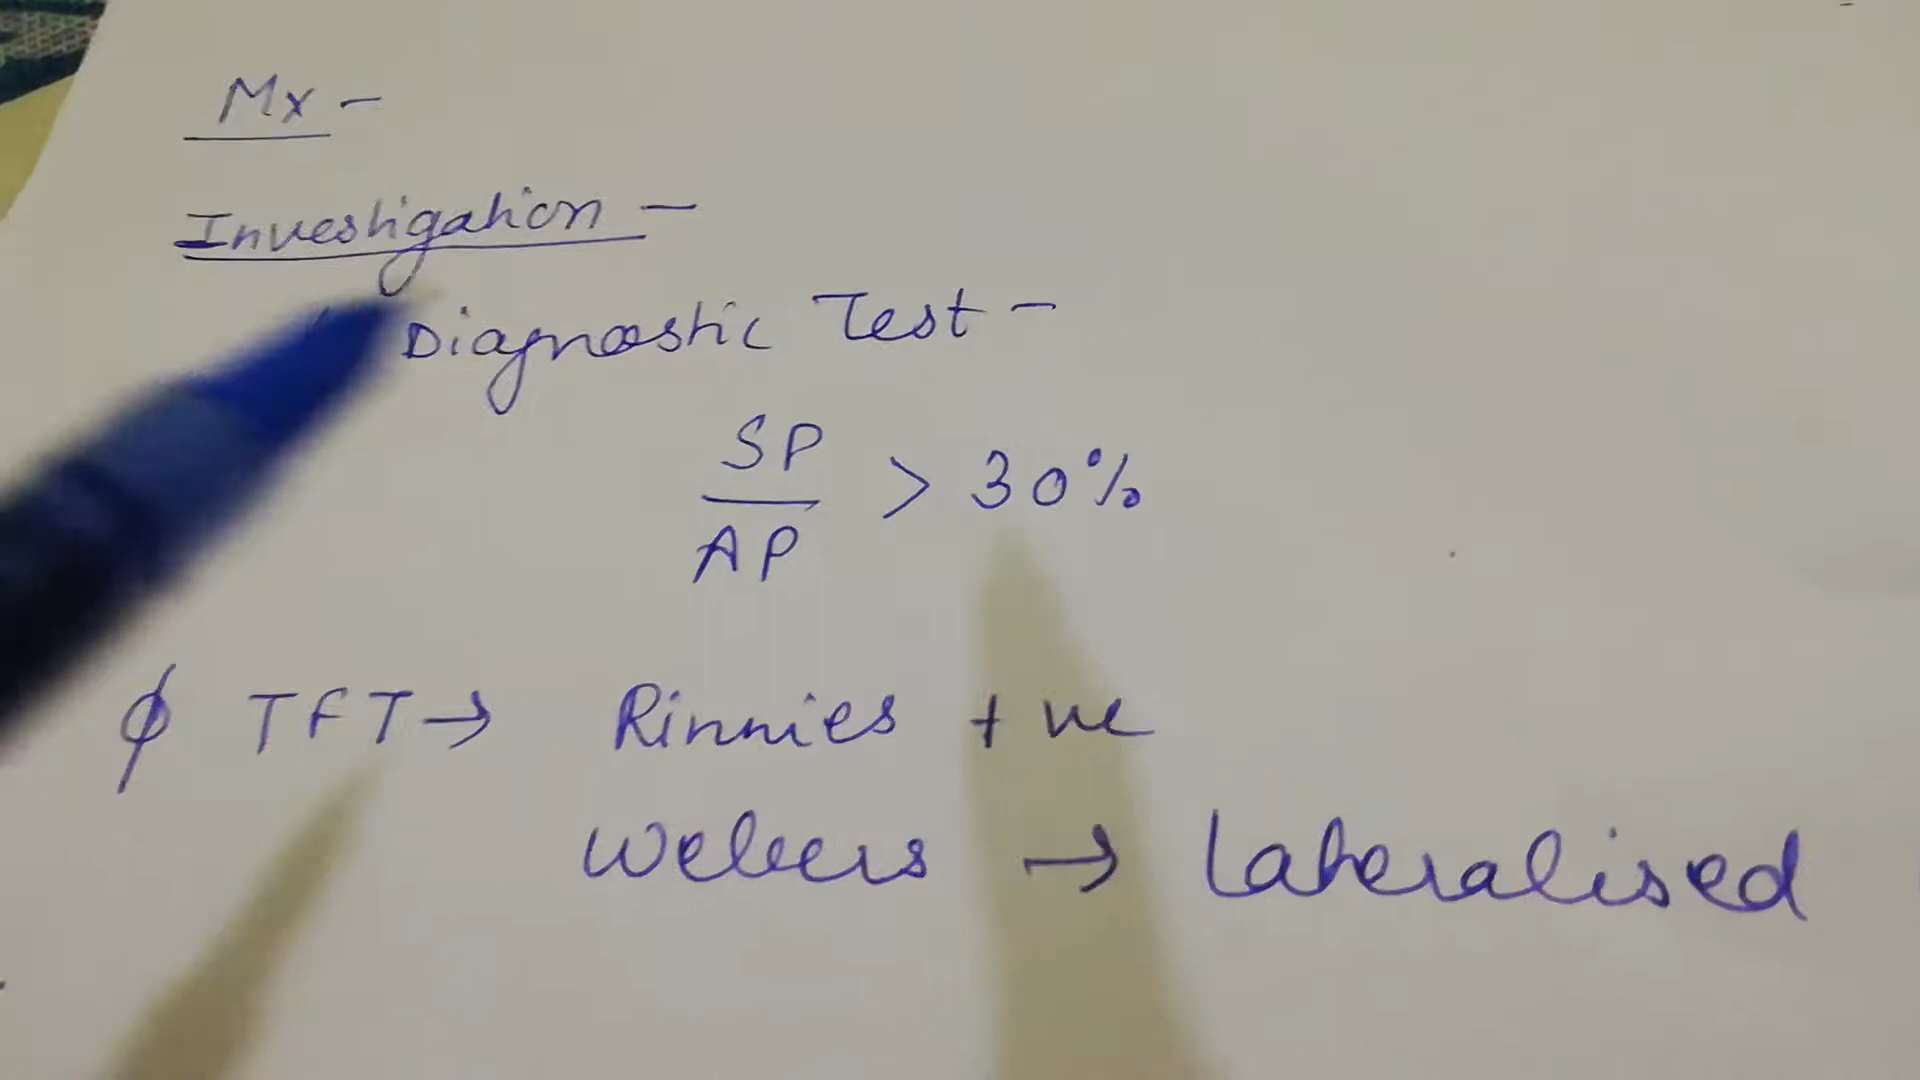 Mx -
Investigation -
Diagnostic Test -
SP
AP
> 30%
ϕ TFT → Rinnies +ve
Webers → Lateralised